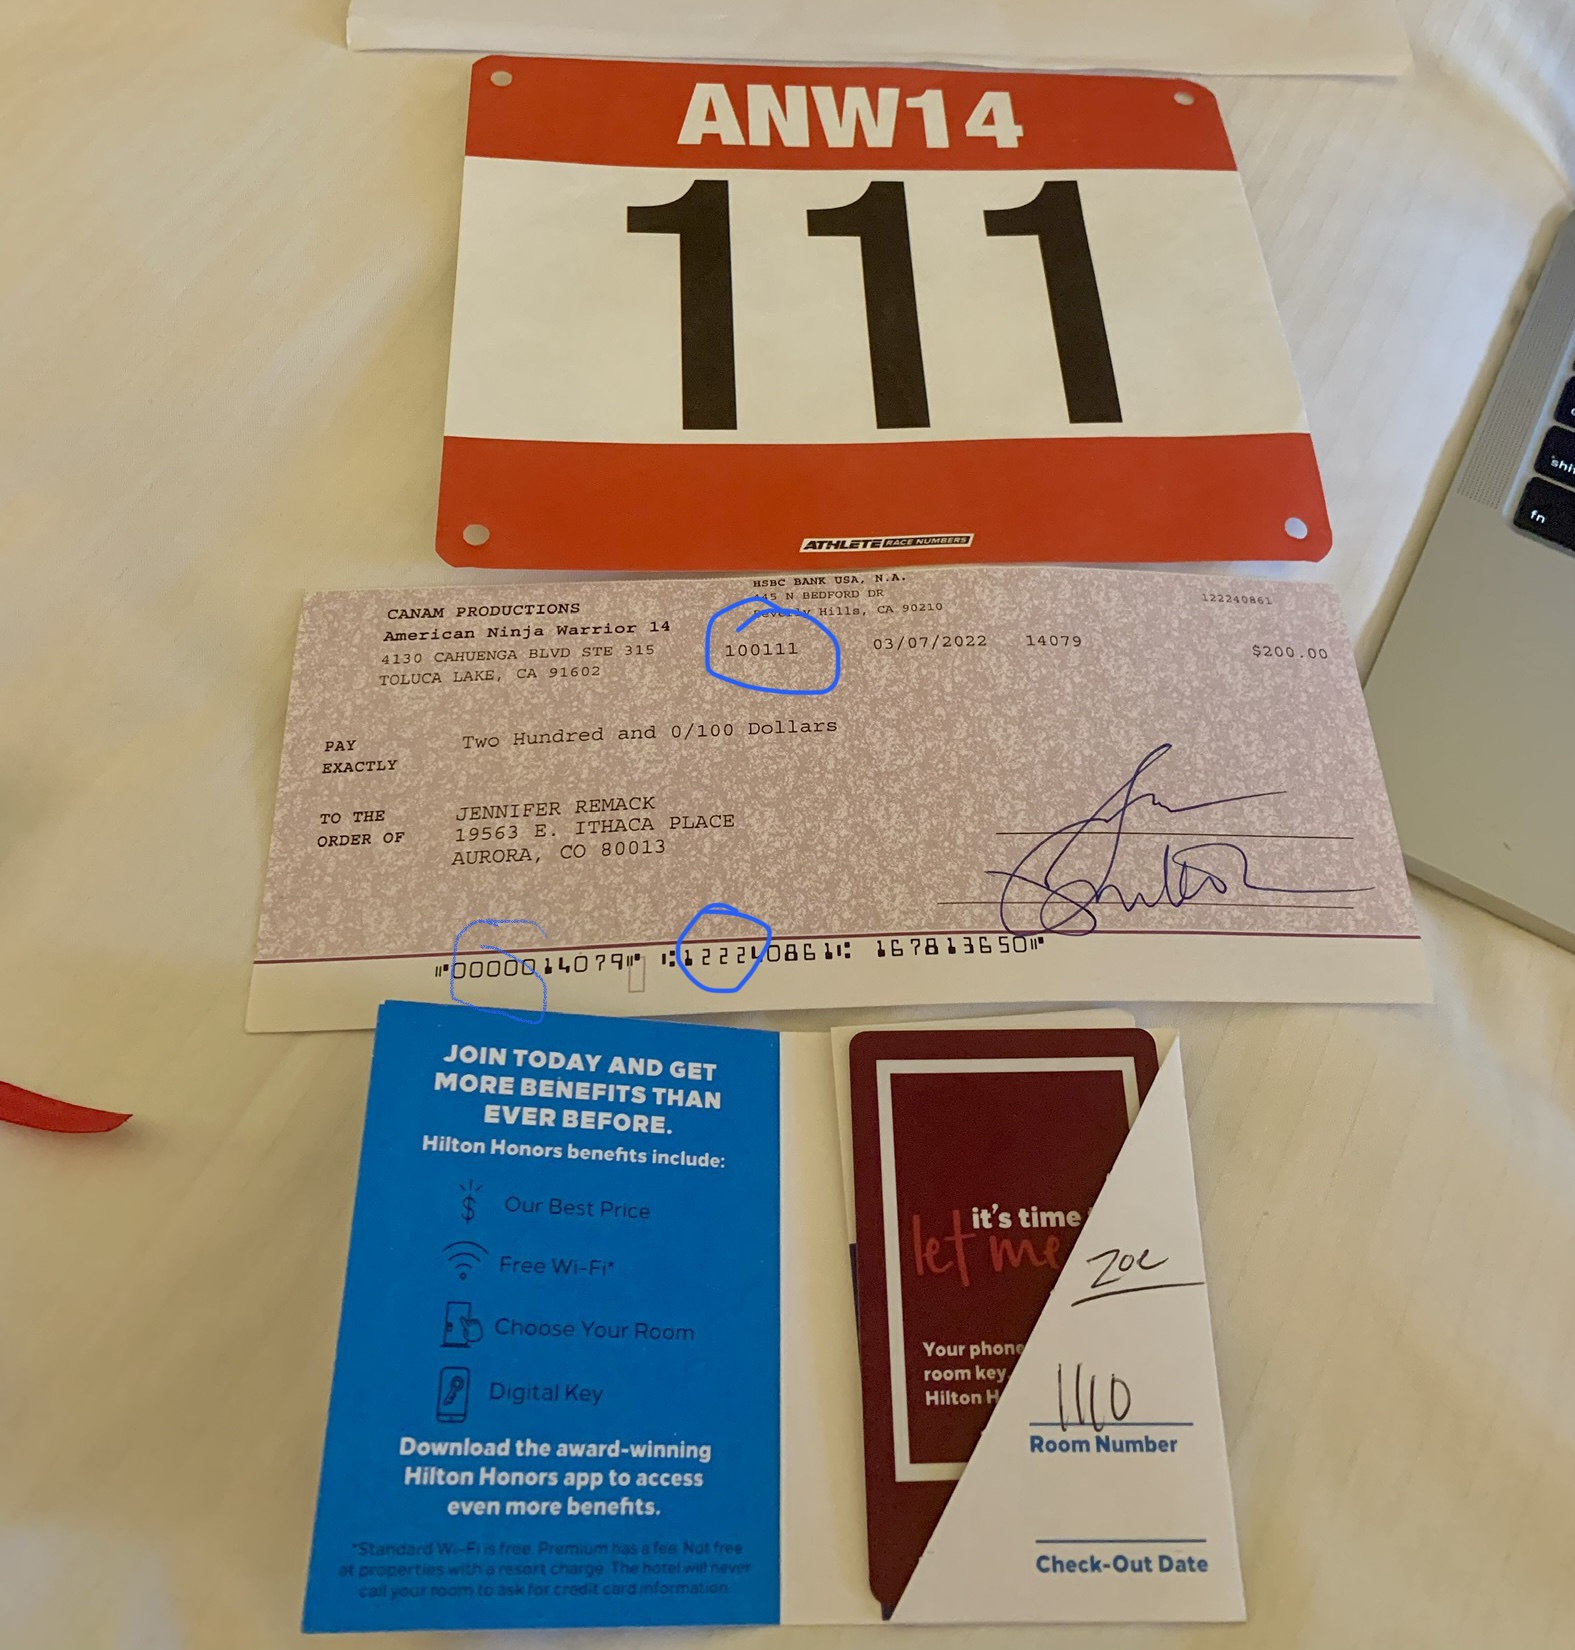 ANW14
111
ATHLETE RACE NUMBERS
HSBC BANK USA, N.A.
445 N BEDFORD DR
Beverly Hills, CA 90210
122240861
CANAM PRODUCTIONS
American Ninja Warrior 14
4130 CAHUENGA BLVD STE 315
TOLUCA LAKE, CA 91602
100111 03/07/2022 14079 $200.00
PAY EXACTLY
Two Hundred and 0/100 Dollars
TO THE ORDER OF
JENNIFER REMACK
19563 E. ITHACA PLACE
AURORA, CO 80013
⑈0000014079⑈ ⑆122240861⑆ 167813650⑈
JOIN TODAY AND GET
MORE BENEFITS THAN
EVER BEFORE.
Hilton Honors benefits include:
Our Best Price
Free Wi-Fi*
Choose Your Room
Digital Key
Download the award-winning
Hilton Honors app to access
even more benefits.
*Standard Wi-Fi is free. Premium has a fee. Not free
at properties with a resort charge. The hotel will never
call your room to ask for credit card information.
it's time
let me
Your phone
room key.
Hilton H
Zoe
1110
Room Number
Check-Out Date
shi
fn